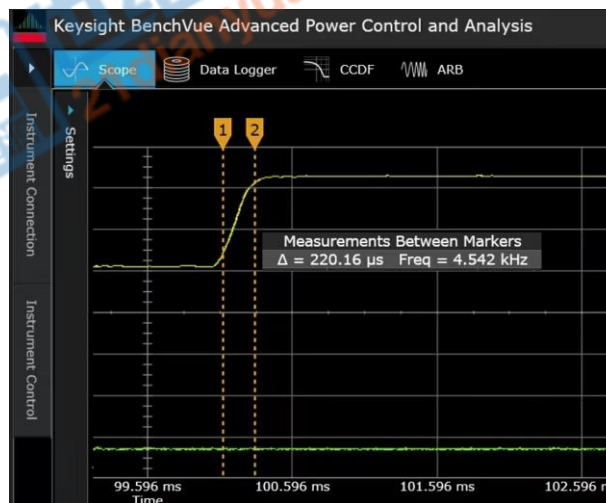 Keysight BenchVue Advanced Power Control and Analysis
Scope Data Logger CCDF ARB
Instrument Connection
Settings
Instrument Control
1 2
Measurements Between Markers
Δ = 220.16 µs Freq = 4.542 kHz
99.596 ms 100.596 ms 101.596 ms 102.596
Time